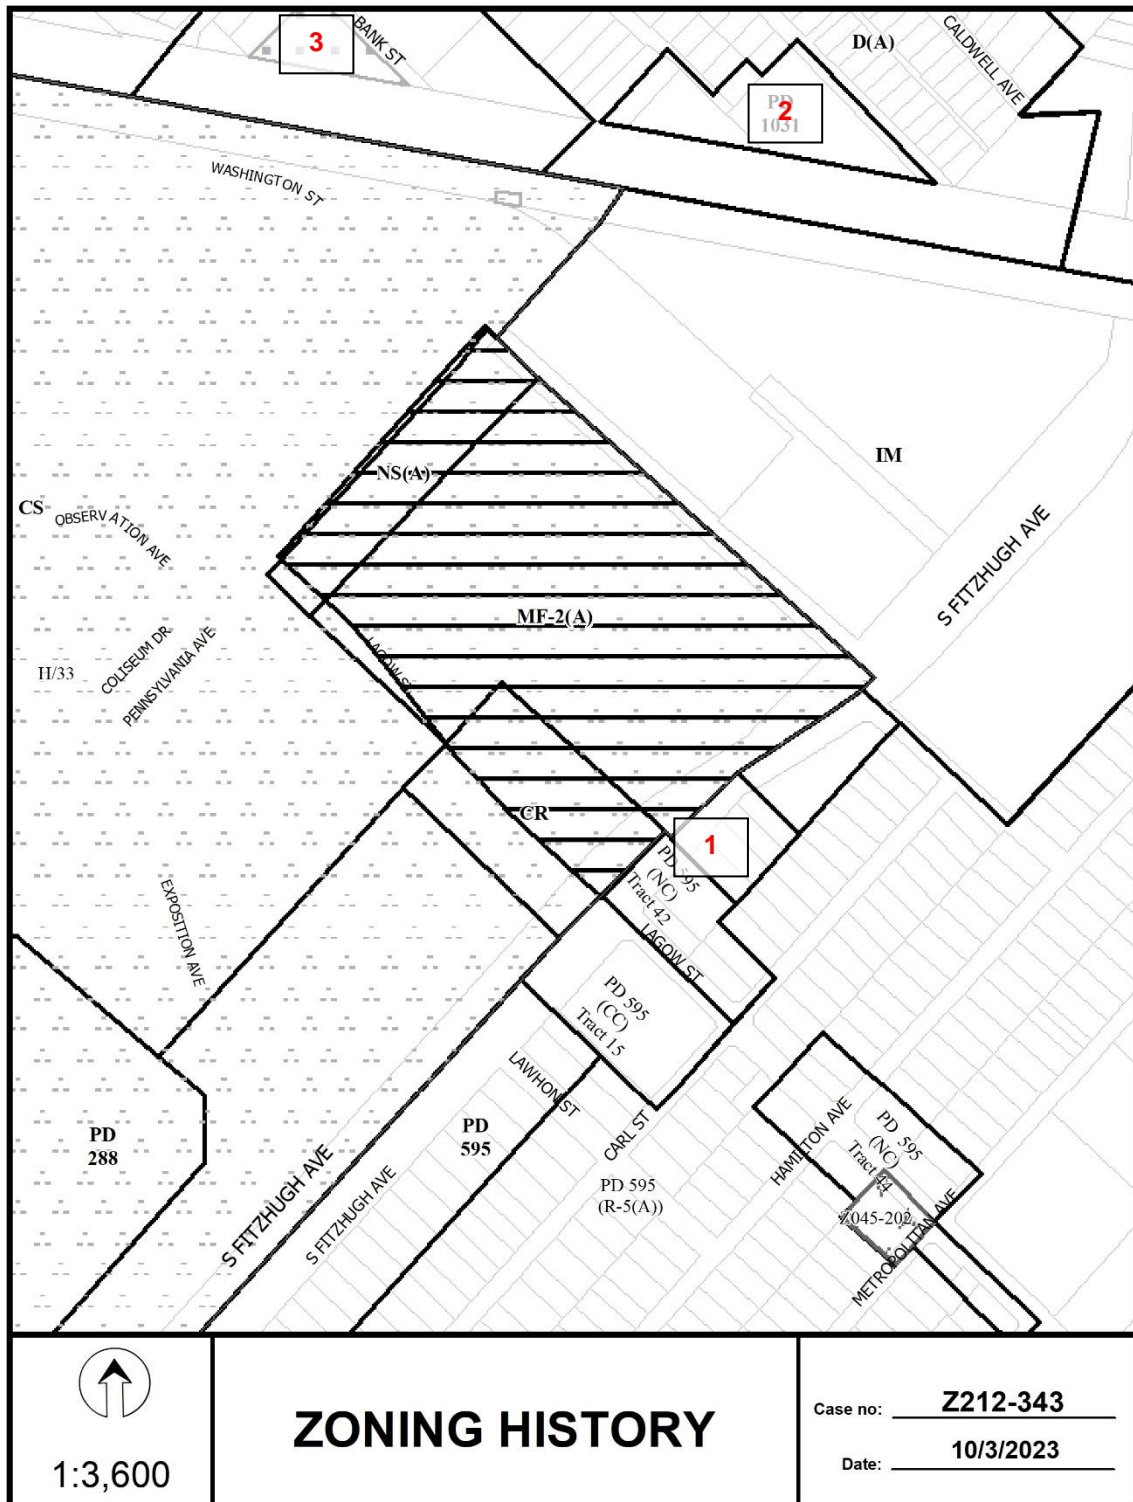 3
BANK ST
D(A)
CALDWELL AVE
PD
1031
2
WASHINGTON ST
NS(A)
IM
CS
OBSERVATION AVE
S FITZHUGH AVE
MF-2(A)
LAGOW ST
H/33
COLISEUM DR
PENNSYLVANIA AVE
CR
1
PD 595
(NC)
Tract 42
EXPOSITION AVE
LAGOW ST
PD 595
(CC)
Tract 15
LAWHON ST
PD
595
CARL ST
PD
288
HAMILTON AVE
PD 595
(NC)
Tract 44
PD 595
(R-5(A))
Z045-202
METROPOLITAN AVE
S FITZHUGH AVE
S FITZHUGH AVE
1:3,600
ZONING HISTORY
Case no: Z212-343
Date: 10/3/2023